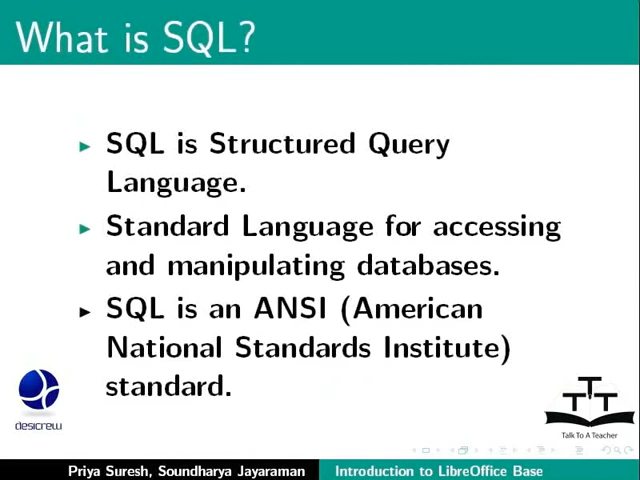 What is SQL?
SQL is Structured Query
Language.
Standard Language for accessing
and manipulating databases.
SQL is an ANSI (American
National Standards Institute)
standard.
desicrew
TTT
Talk To A Teacher
Priya Suresh, Soundharya Jayaraman
Introduction to LibreOffice Base